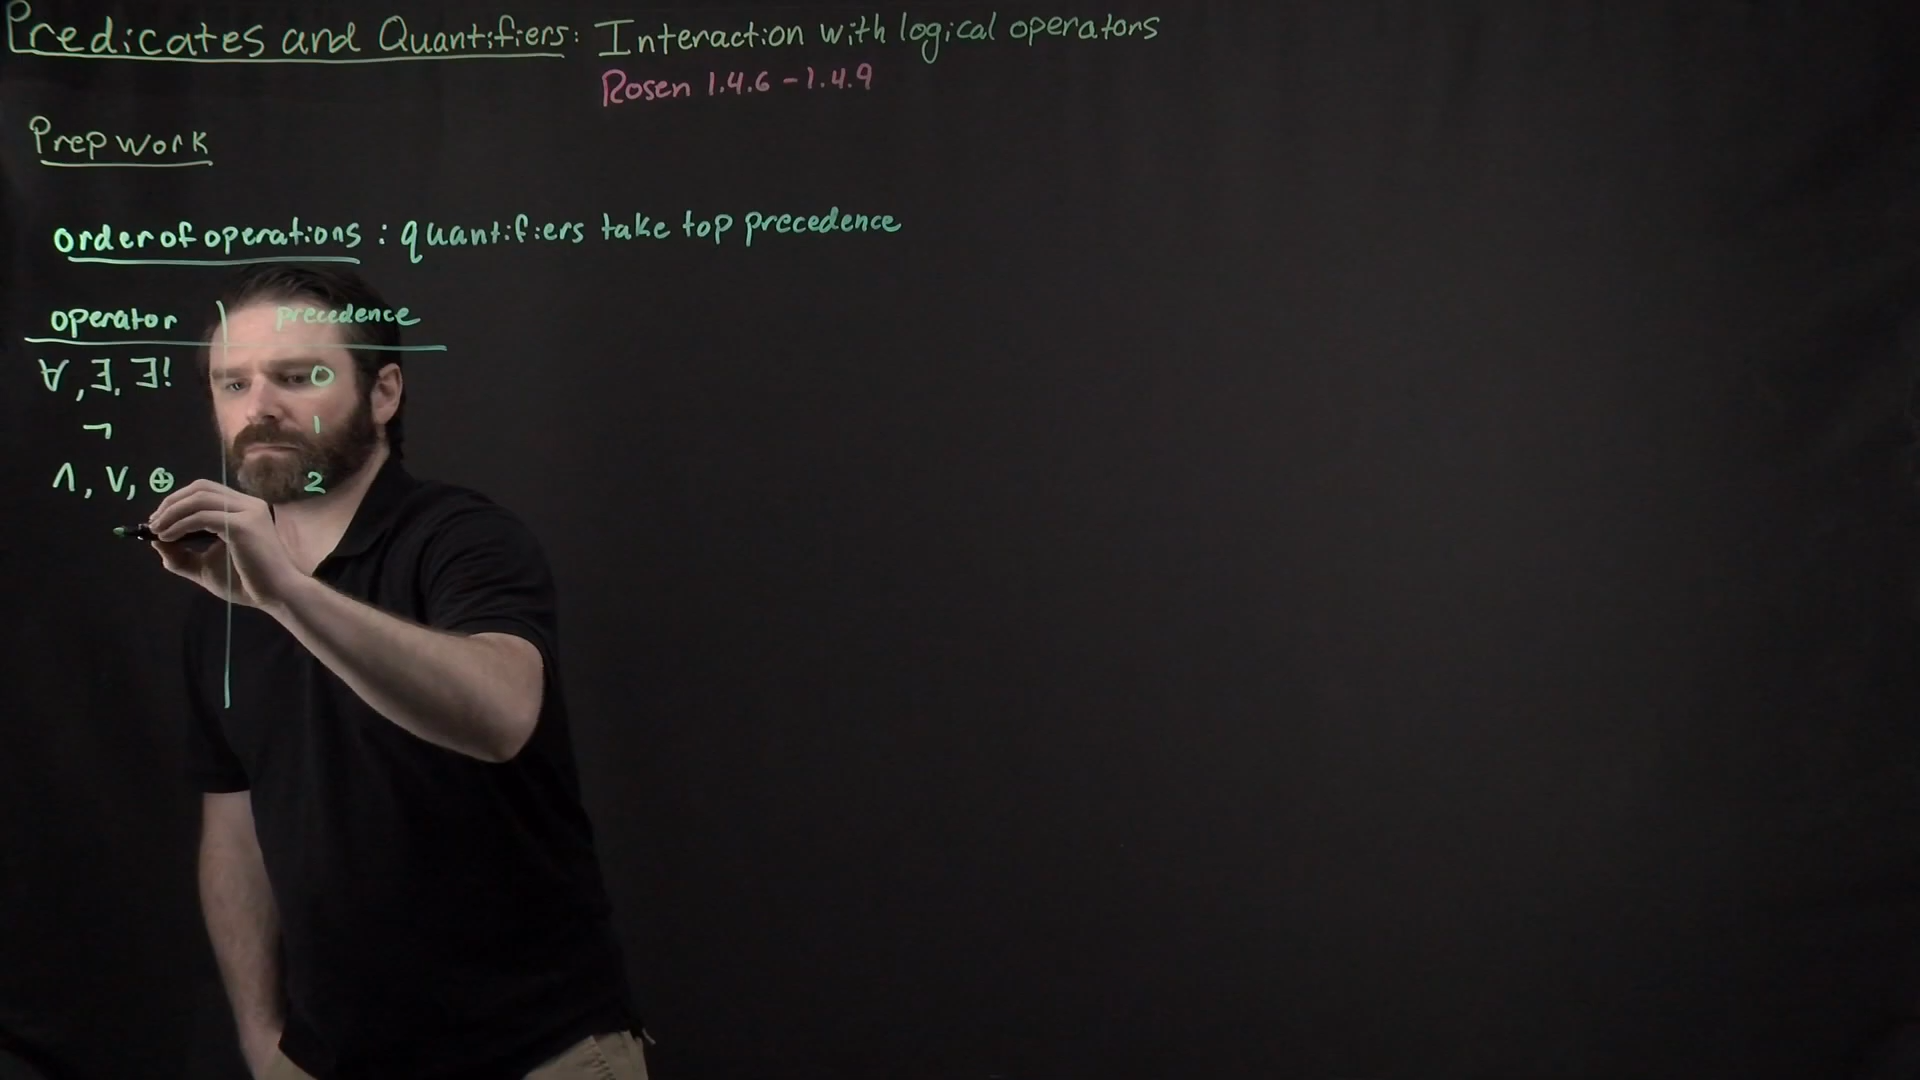 Predicates and Quantifiers: Interaction with logical operators
Rosen 1.4.6 - 1.4.9
Prep work
order of operations : quantifiers take top precedence
operator precedence
∀, ∃, ∃! 0
¬ 1
∧, ∨, ⊕ 2